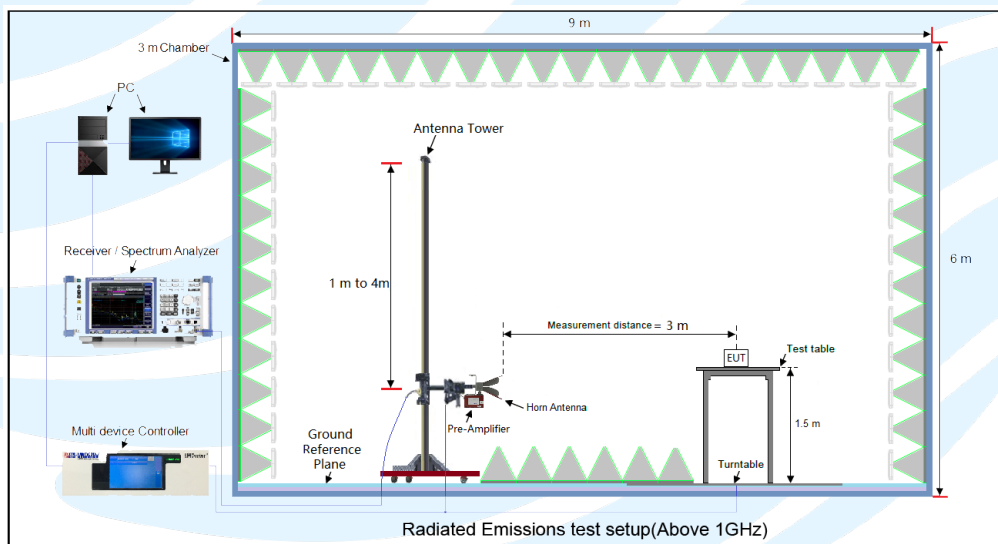 9 m
3 m Chamber
PC
Antenna Tower
Receiver / Spectrum Analyzer
1 m to 4m
6 m
Measurement distance = 3 m
EUT
Test table
Horn Antenna
Pre-Amplifier
1.5 m
Multi device Controller
Ground
Reference
Plane
Turntable
Radiated Emissions test setup(Above 1GHz)